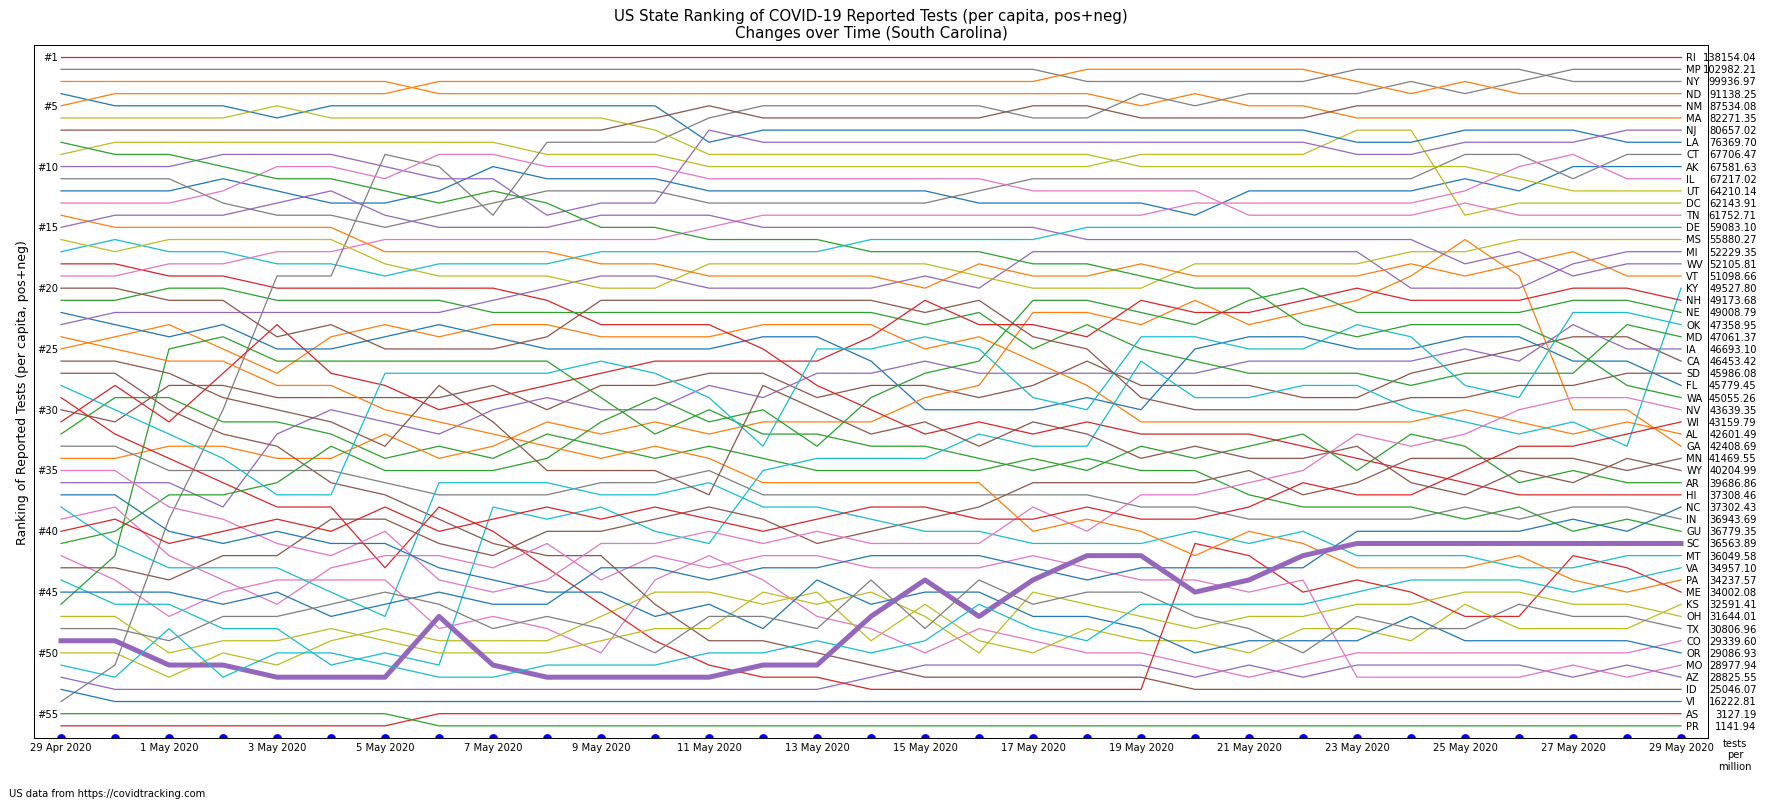 US State Ranking of COVID-19 Reported Tests (per capita, pos+neg)
Changes over Time (South Carolina)
Ranking of Reported Tests (per capita, pos+neg)
#1
#5
#10
#15
#20
#25
#30
#35
#40
#45
#50
#55
RI 138154.04
MP 102982.21
NY 99936.97
ND 91138.25
NM 87534.08
MA 82271.35
NJ 80657.02
LA 76369.70
CT 67706.47
AK 67581.63
IL 67217.02
UT 64210.14
DC 62143.91
TN 61752.71
DE 59083.10
MS 55880.27
MI 52229.35
WV 52105.81
VT 51098.66
KY 49527.80
NH 49173.68
NE 49008.79
OK 47358.95
MD 47061.37
IA 46693.10
CA 46453.42
SD 45986.08
FL 45779.45
WA 45055.26
NV 43639.35
WI 43159.79
AL 42601.49
GA 42408.69
MN 41469.55
WY 40204.99
AR 39686.86
HI 37308.46
NC 37302.43
IN 36943.69
GU 36779.35
SC 36563.89
MT 36049.58
VA 34957.10
PA 34237.57
ME 34002.08
KS 32591.41
OH 31644.01
TX 30806.96
CO 29339.60
OR 29086.93
MO 28977.94
AZ 28825.55
ID 25046.07
VI 16222.81
AS 3127.19
PR 1141.94
29 Apr 2020 1 May 2020 3 May 2020 5 May 2020 7 May 2020 9 May 2020 11 May 2020 13 May 2020 15 May 2020 17 May 2020 19 May 2020 21 May 2020 23 May 2020 25 May 2020 27 May 2020 29 May 2020
tests
per
million
US data from https://covidtracking.com